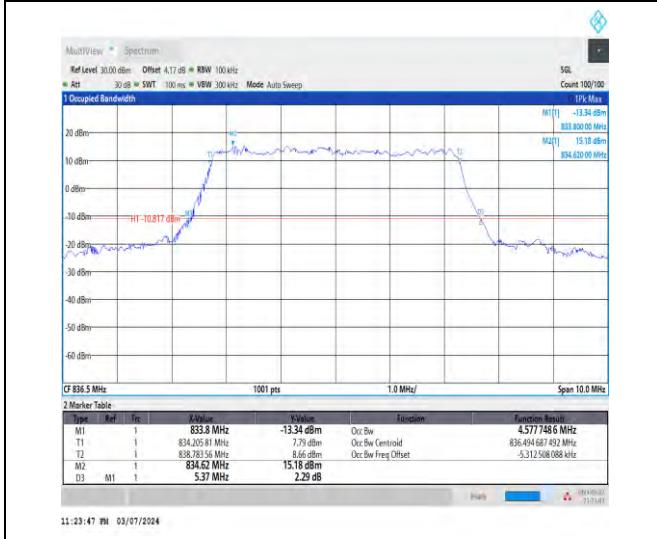 MultiView Spectrum
Ref Level 30.00 dBm Offset 4.17 dB RBW 100 kHz SGL
Att 30 dB SWT 100 ms VBW 300 kHz Mode Auto Sweep Count 100/100
1 Occupied Bandwidth 1Pk Max
M1[1] -13.34 dBm
833.800 00 MHz
M2[1] 15.18 dBm
834.620 00 MHz
20 dBm
10 dBm
0 dBm
-10 dBm
H1 -10.817 dBm
-20 dBm
-30 dBm
-40 dBm
-50 dBm
-60 dBm
M2
T1
T2
M1
D3
CF 836.5 MHz 1001 pts 1.0 MHz/ Span 10.0 MHz
2 Marker Table
Type Ref Trc X-Value Y-Value Function Function Result
M1 1 833.8 MHz -13.34 dBm Occ Bw 4.577 748 6 MHz
T1 1 834.205 81 MHz 7.79 dBm Occ Bw Centroid 836.494 687 492 MHz
T2 1 838.783 56 MHz 8.66 dBm Occ Bw Freq Offset -5.312 508 088 kHz
M2 1 834.62 MHz 15.18 dBm
D3 M1 1 5.37 MHz 2.29 dB
11:23:47 PM 03/07/2024